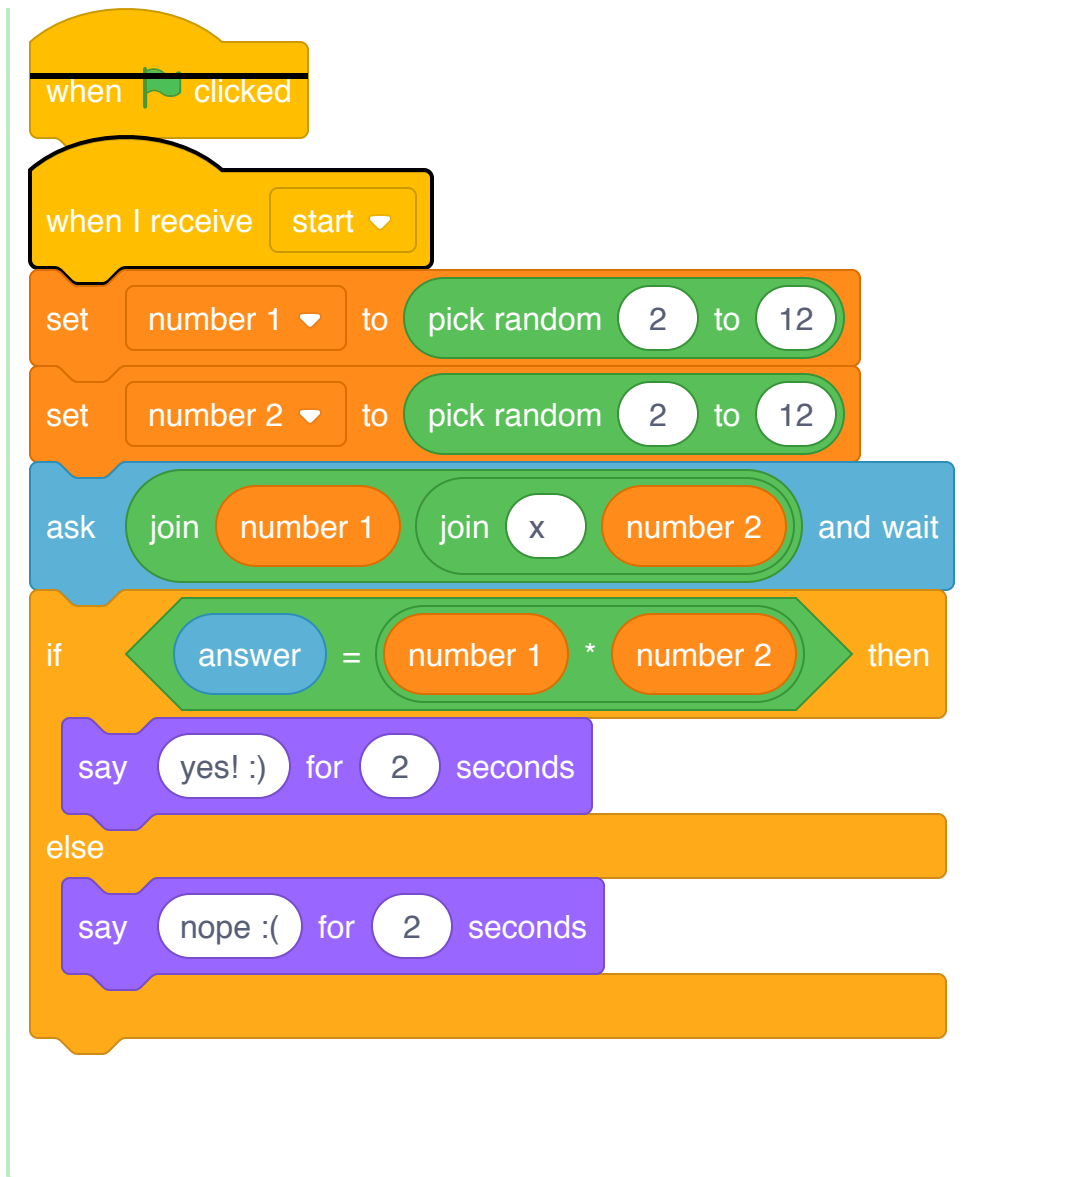 when clicked
when I receive start
set number 1 to pick random 2 to 12
set number 2 to pick random 2 to 12
ask join number 1 join x number 2 and wait
if answer = number 1 * number 2 then
say yes! :) for 2 seconds
else
say nope :( for 2 seconds